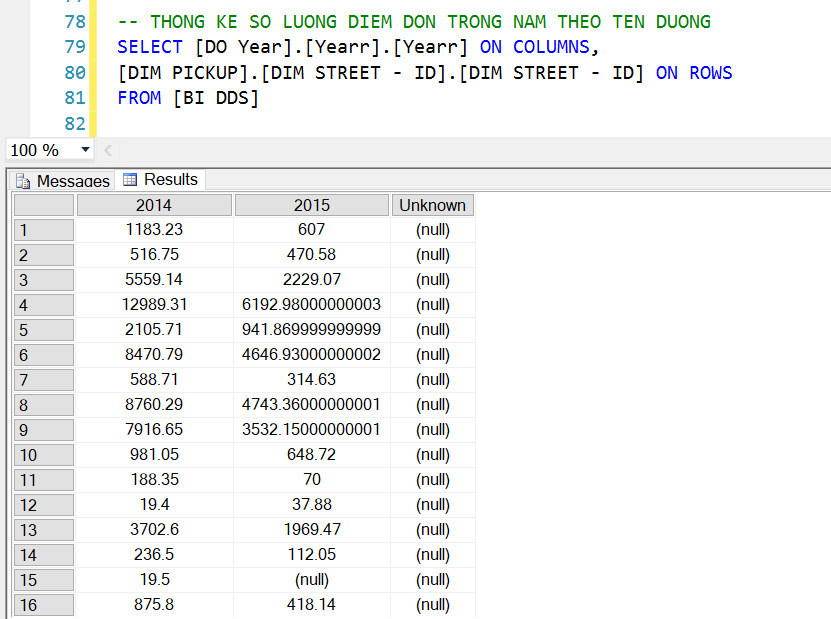 78 -- THONG KE SO LUONG DIEM DON TRONG NAM THEO TEN DUONG
79 SELECT [DO Year].[Yearr].[Yearr] ON COLUMNS,
80 [DIM PICKUP].[DIM STREET - ID].[DIM STREET - ID] ON ROWS
81 FROM [BI DDS]
82
100 %
Messages Results
2014 2015 Unknown
1 1183.23 607 (null)
2 516.75 470.58 (null)
3 5559.14 2229.07 (null)
4 12989.31 6192.98000000003 (null)
5 2105.71 941.869999999999 (null)
6 8470.79 4646.93000000002 (null)
7 588.71 314.63 (null)
8 8760.29 4743.36000000001 (null)
9 7916.65 3532.15000000001 (null)
10 981.05 648.72 (null)
11 188.35 70 (null)
12 19.4 37.88 (null)
13 3702.6 1969.47 (null)
14 236.5 112.05 (null)
15 19.5 (null) (null)
16 875.8 418.14 (null)